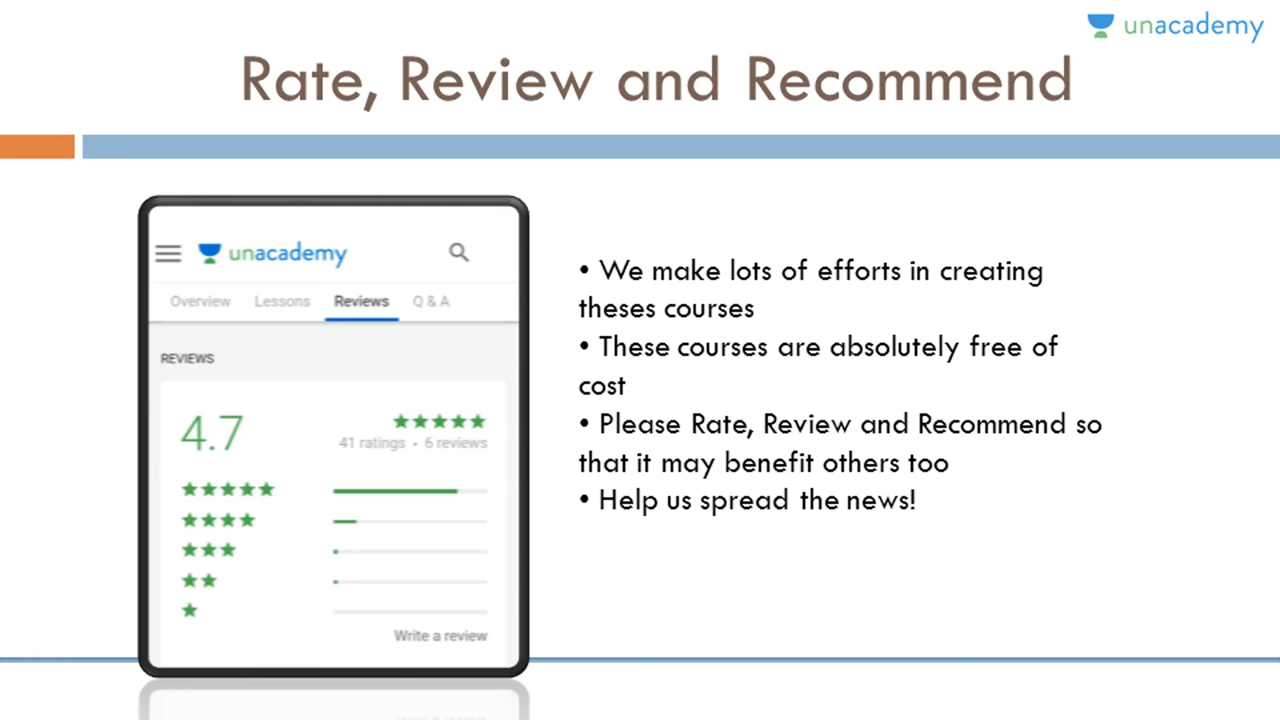 unacademy
Rate, Review and Recommend
unacademy
Overview Lessons Reviews Q & A
REVIEWS
4.7
41 ratings • 6 reviews
Write a review
• We make lots of efforts in creating
theses courses
• These courses are absolutely free of
cost
• Please Rate, Review and Recommend so
that it may benefit others too
• Help us spread the news!